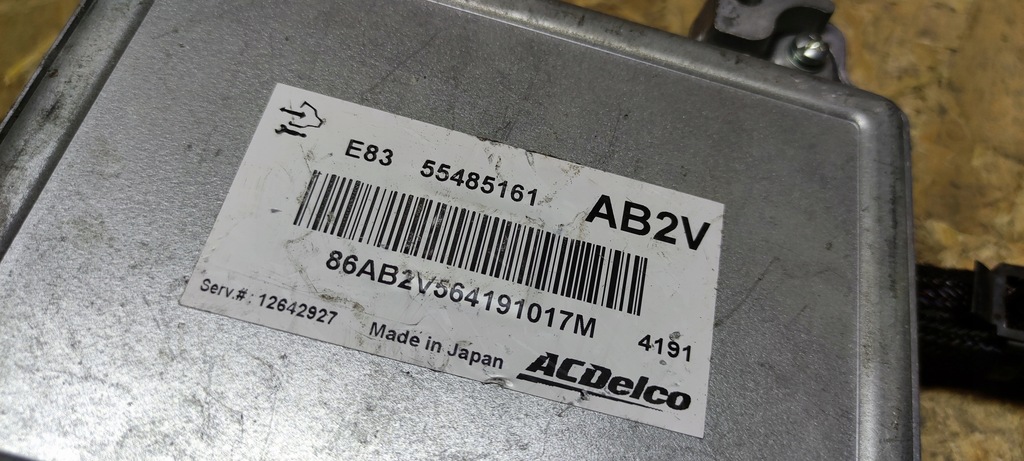 E83 55485161
AB2V
86AB2V564191017M
4191
Serv.#: 12642927 Made in Japan ACDelco